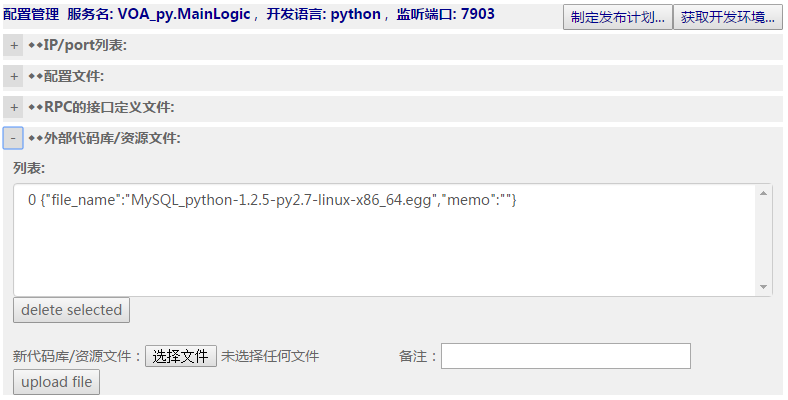 配置管理 服务名: VOA_py.MainLogic , 开发语言: python , 监听端口: 7903 制定发布计划... 获取开发环境...
+ ◆◆IP/port列表:
+ ◆◆配置文件:
+ ◆◆RPC的接口定义文件:
- ◆◆外部代码库/资源文件:
列表:
0 {"file_name":"MySQL_python-1.2.5-py2.7-linux-x86_64.egg","memo":""}
delete selected
新代码库/资源文件： 选择文件 未选择任何文件 备注：
upload file